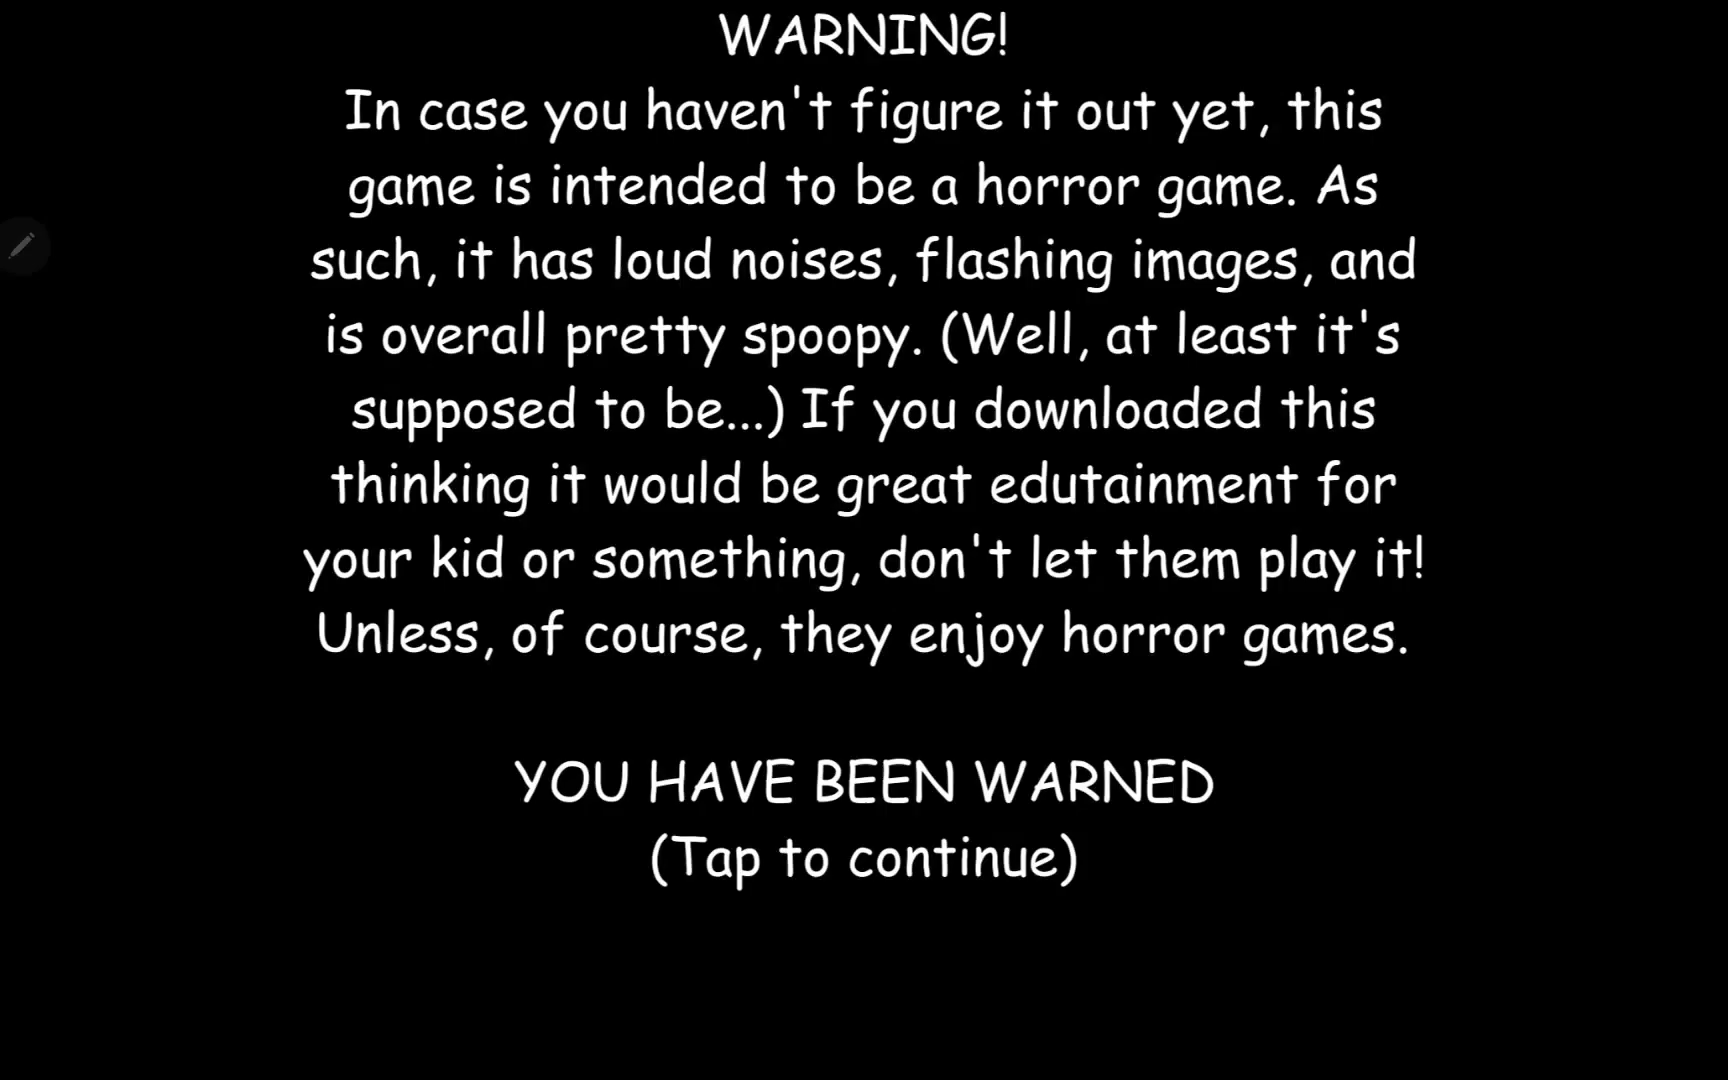 WARNING!
In case you haven't figure it out yet, this
game is intended to be a horror game. As
such, it has loud noises, flashing images, and
is overall pretty spoopy. (Well, at least it's
supposed to be...) If you downloaded this
thinking it would be great edutainment for
your kid or something, don't let them play it!
Unless, of course, they enjoy horror games.
YOU HAVE BEEN WARNED
(Tap to continue)